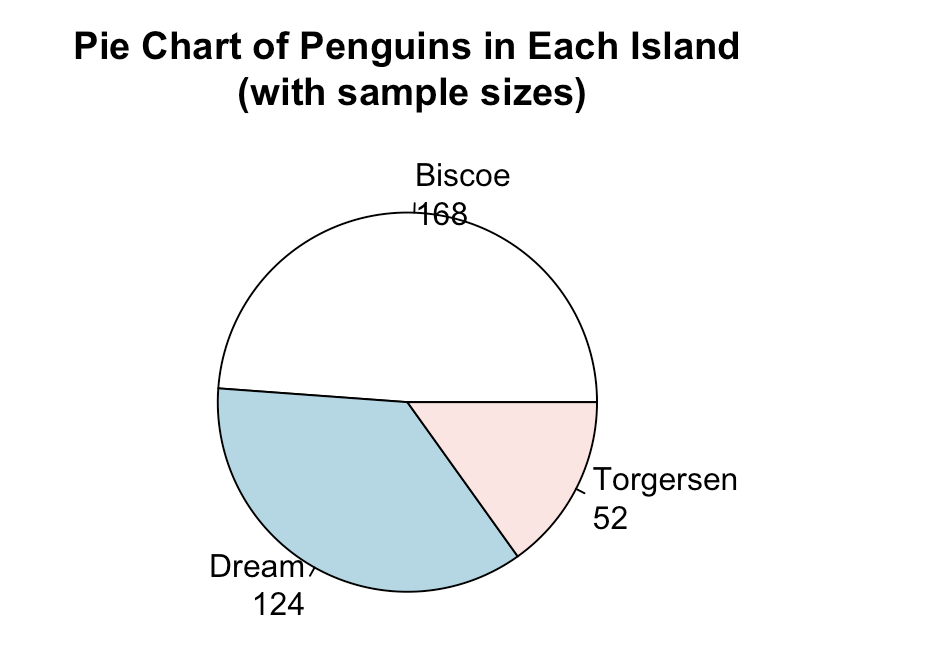 Pie Chart of Penguins in Each Island
(with sample sizes)
Biscoe
168
Torgersen
52
Dream
124